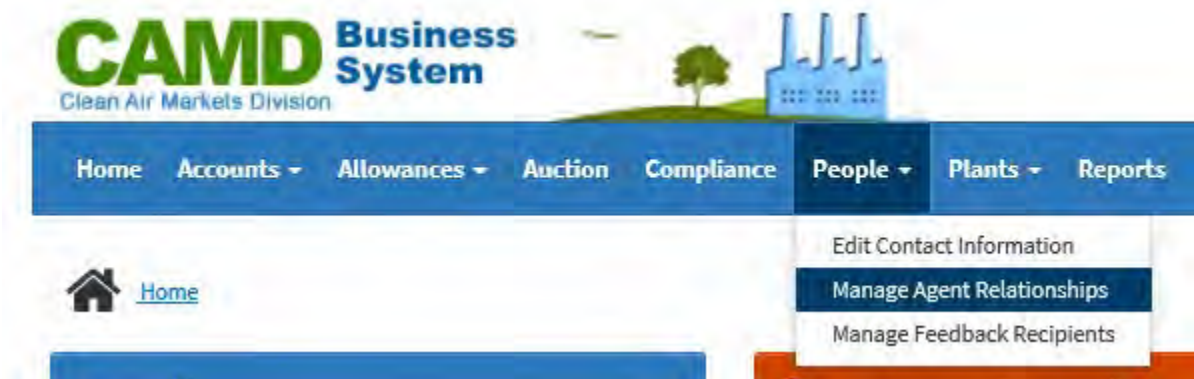 CAMD Business System
Clean Air Markets Division
Home Accounts Allowances Auction Compliance People Plants Reports
Edit Contact Information
Home
Manage Agent Relationships
Manage Feedback Recipients